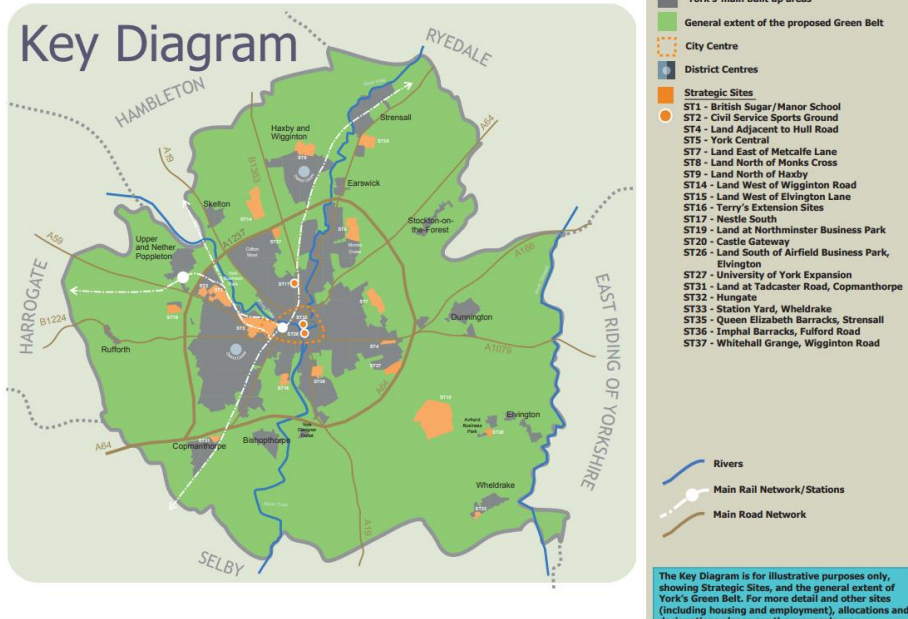 Key Diagram
York's main built up areas
General extent of the proposed Green Belt
City Centre
District Centres
Strategic Sites
ST1 - British Sugar/Manor School
ST2 - Civil Service Sports Ground
ST4 - Land Adjacent to Hull Road
ST5 - York Central
ST7 - Land East of Metcalfe Lane
ST8 - Land North of Monks Cross
ST9 - Land North of Haxby
ST14 - Land West of Wigginton Road
ST15 - Land West of Elvington Lane
ST16 - Terry's Extension Sites
ST17 - Nestle South
ST19 - Land at Northminster Business Park
ST20 - Castle Gateway
ST26 - Land South of Airfield Business Park,
Elvington
ST27 - University of York Expansion
ST31 - Land at Tadcaster Road, Copmanthorpe
ST32 - Hungate
ST33 - Station Yard, Wheldrake
ST35 - Queen Elizabeth Barracks, Strensall
ST36 - Imphal Barracks, Fulford Road
ST37 - Whitehall Grange, Wigginton Road
Rivers
Main Rail Network/Stations
Main Road Network
The Key Diagram is for illustrative purposes only,
showing Strategic Sites, and the general extent of
York's Green Belt. For more detail and other sites
(including housing and employment), allocations and
RYEDALE
HAMBLETON
HARROGATE
SELBY
EAST RIDING OF YORKSHIRE
Strensall
Haxby and
Wigginton
Earswick
Skelton
Stockton-on-
the-Forest
Upper
and Nether
Poppleton
Rufforth
Dunnington
Copmanthorpe
Bishopthorpe
Elvington
Airfield
Business
Park
Wheldrake
York
Designer
Outlet
Clifton
Moor
Monks
Cross
A19
B1363
A64
A1237
A59
A166
B1224
A1079
A64
A64
A19
ST9
ST14
ST8
ST17
ST7
ST2
ST1
ST5
ST19
ST4
ST27
ST16
ST36
ST15
ST26
ST31
ST33
ST32